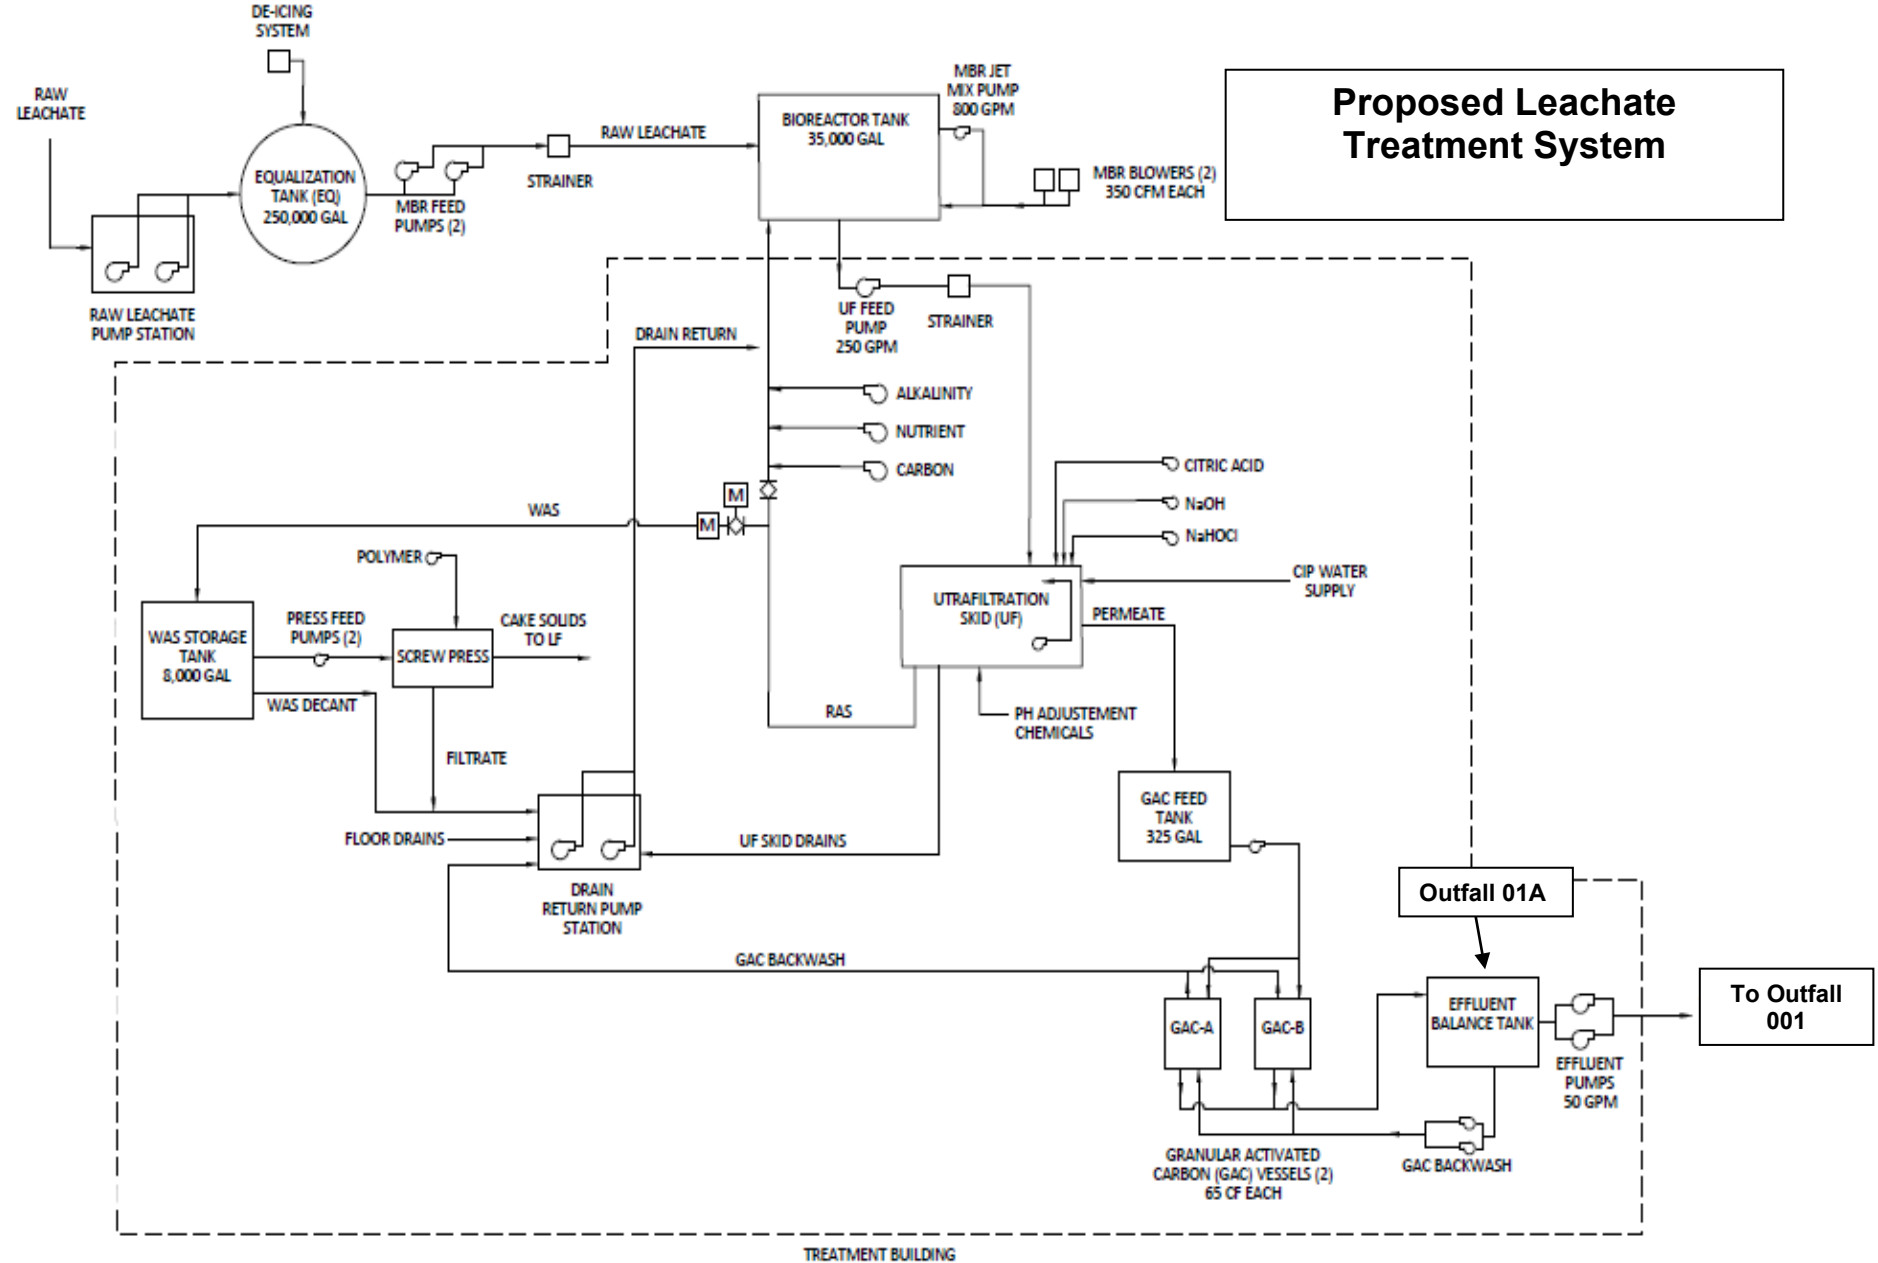 DE-ICING
SYSTEM
RAW
LEACHATE
EQUALIZATION
TANK (EQ)
250,000 GAL
RAW LEACHATE
PUMP STATION
MBR FEED
PUMPS (2)
STRAINER
RAW LEACHATE
BIOREACTOR TANK
35,000 GAL
MBR JET
MIX PUMP
800 GPM
MBR BLOWERS (2)
350 CFM EACH
Proposed Leachate
Treatment System
UF FEED
PUMP
250 GPM
STRAINER
DRAIN RETURN
ALKALINITY
NUTRIENT
CARBON
CITRIC ACID
NaOH
NaHOCl
CIP WATER
SUPPLY
M
M
WAS
POLYMER
WAS STORAGE
TANK
8,000 GAL
PRESS FEED
PUMPS (2)
SCREW PRESS
CAKE SOLIDS
TO LF
WAS DECANT
FILTRATE
UTRAFILTRATION
SKID (UF)
PERMEATE
RAS
PH ADJUSTEMENT
CHEMICALS
FLOOR DRAINS
UF SKID DRAINS
DRAIN
RETURN PUMP
STATION
GAC FEED
TANK
325 GAL
GAC BACKWASH
GAC-A
GAC-B
Outfall 01A
EFFLUENT
BALANCE TANK
To Outfall
001
EFFLUENT
PUMPS
50 GPM
GRANULAR ACTIVATED
CARBON (GAC) VESSELS (2)
65 CF EACH
GAC BACKWASH
TREATMENT BUILDING